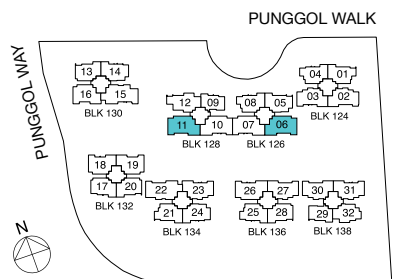 PUNGGOL WALK
PUNGGOL WAY
13 14
16 15
BLK 130
12 09
11 10
BLK 128
08 05
07 06
BLK 126
04 01
03 02
BLK 124
18 19
17 20
BLK 132
22 23
21 24
BLK 134
26 27
25 28
BLK 136
30 31
29 32
BLK 138
N